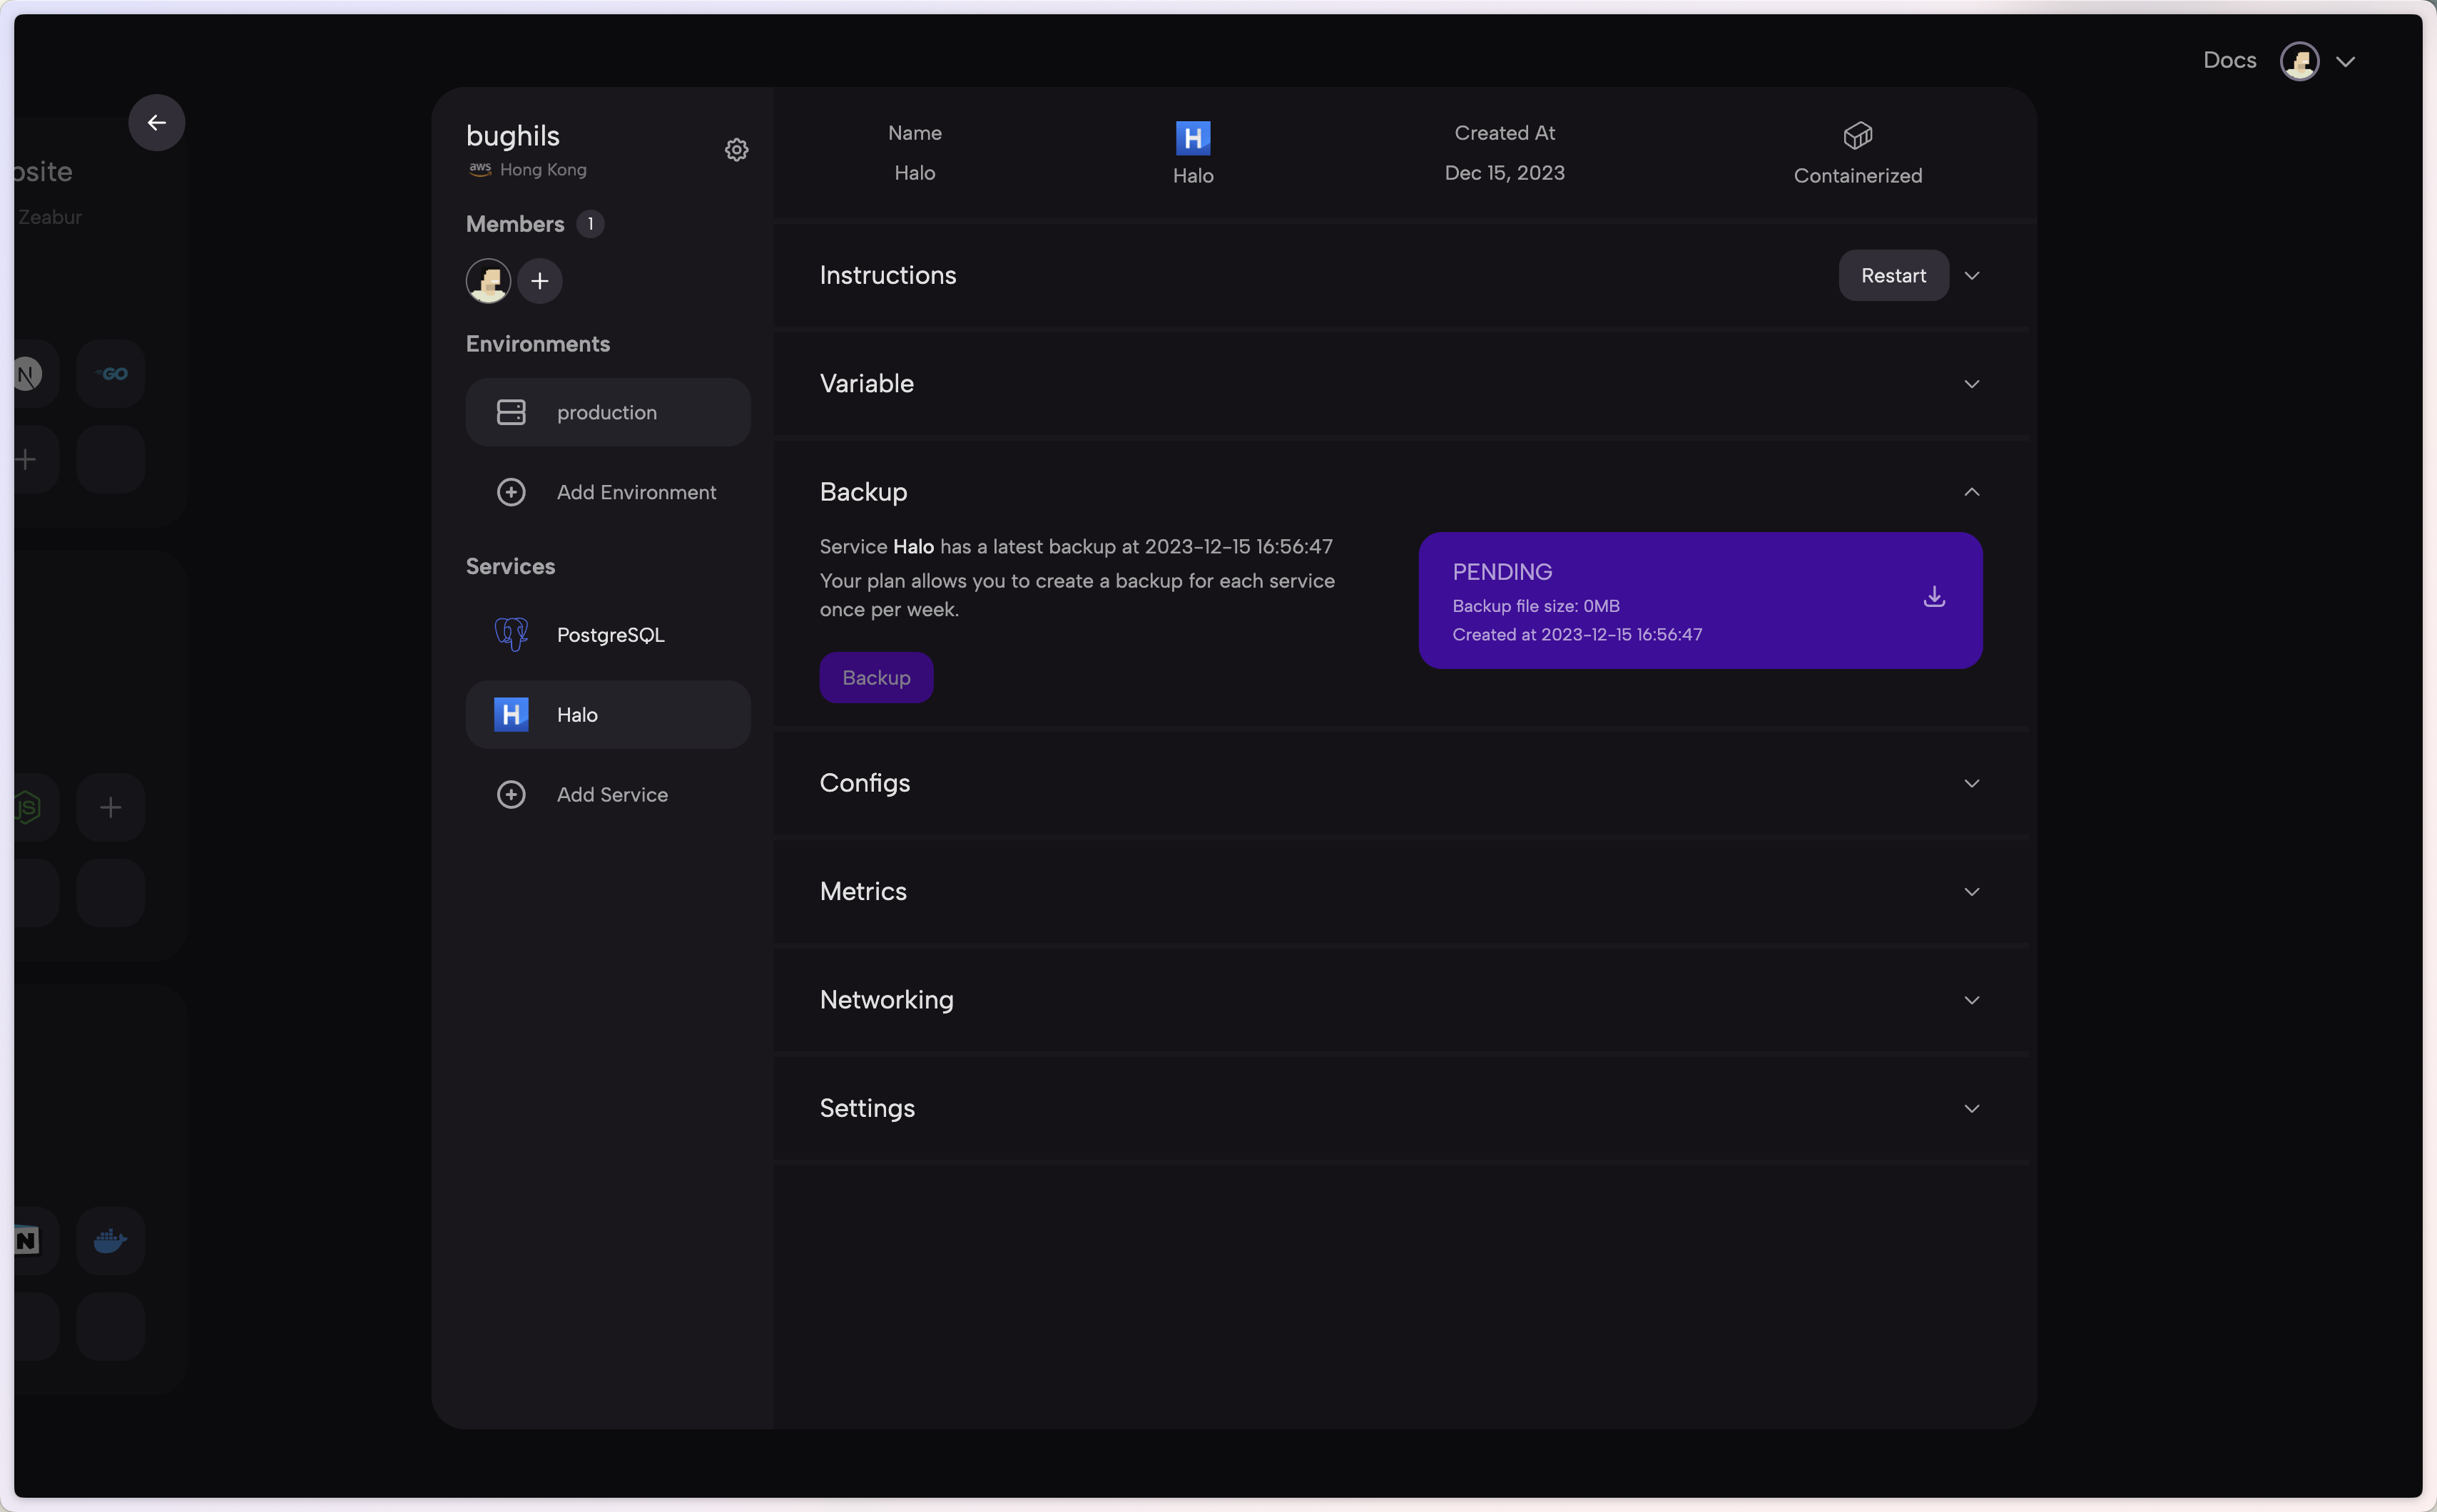 Docs
osite
Zeabur
N
GO
JS
N
bughils
aws Hong Kong
Members 1
Environments
production
Add Environment
Services
PostgreSQL
H Halo
Add Service
Name
Halo
H
Halo
Created At
Dec 15, 2023
Containerized
Instructions
Restart
Variable
Backup
Service Halo has a latest backup at 2023-12-15 16:56:47
Your plan allows you to create a backup for each service
once per week.
Backup
PENDING
Backup file size: 0MB
Created at 2023-12-15 16:56:47
Configs
Metrics
Networking
Settings